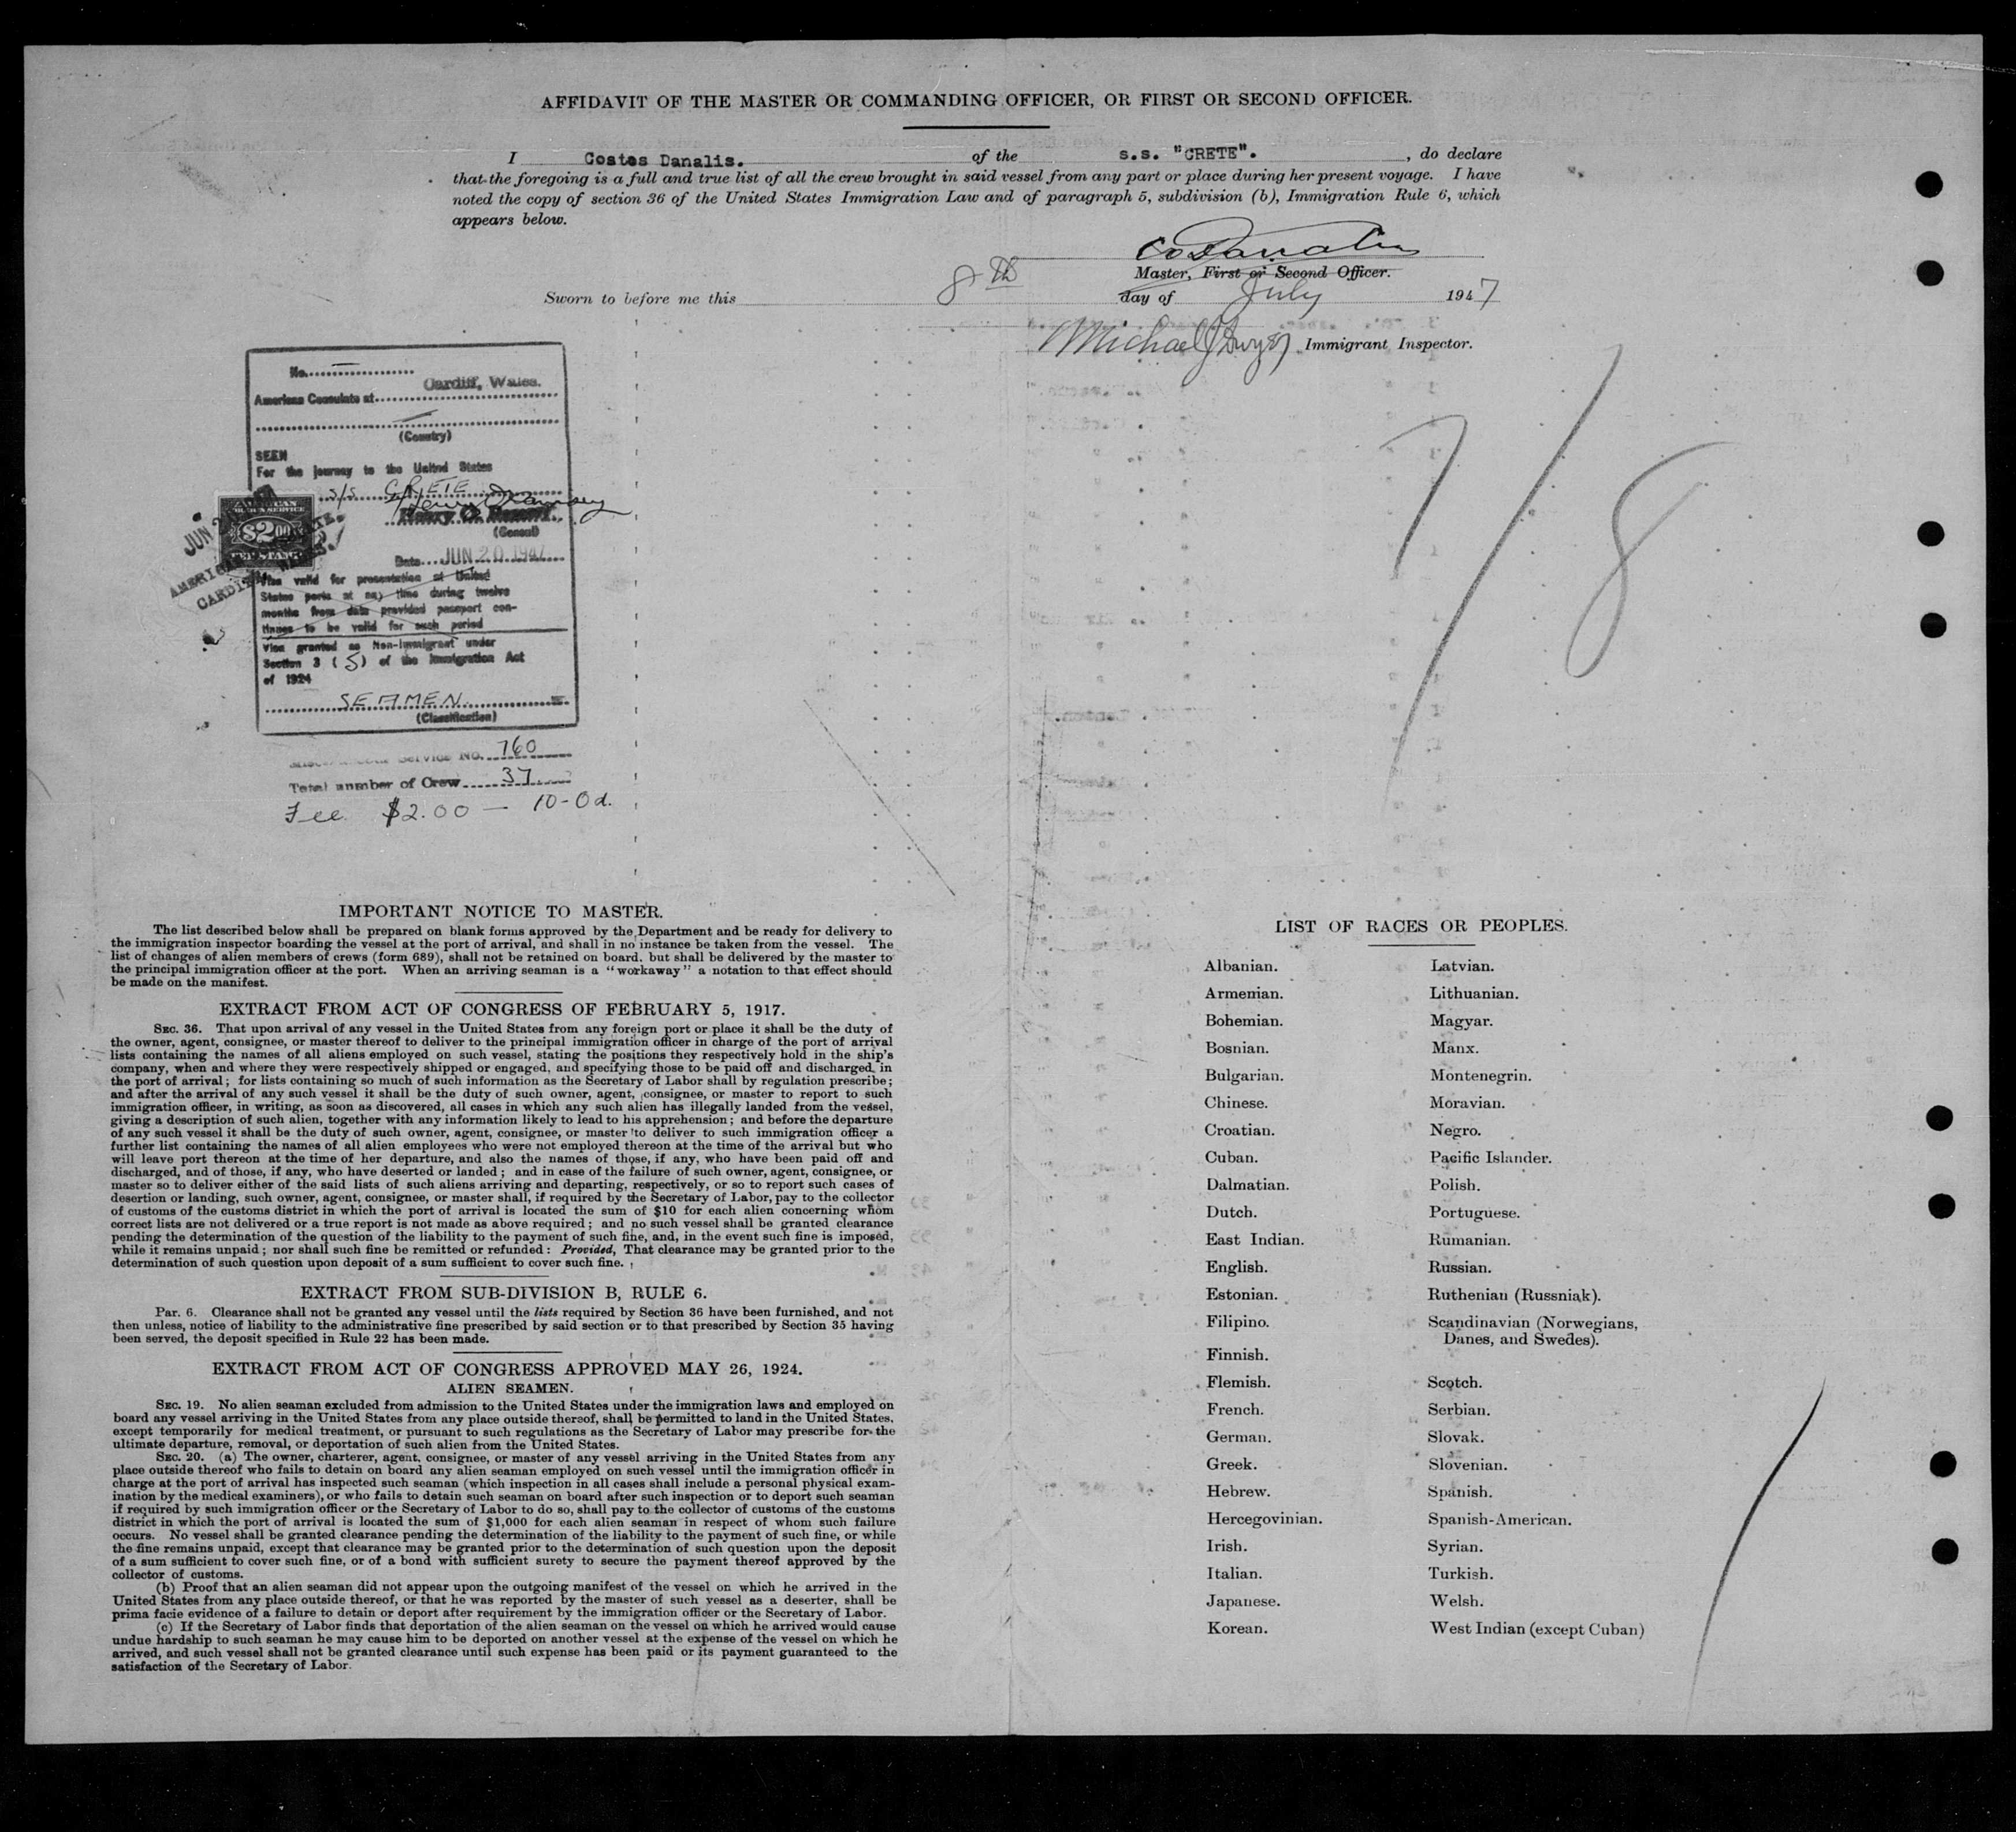 AFFIDAVIT OF THE MASTER OR COMMANDING OFFICER, OR FIRST OR SECOND OFFICER.
I Costas Danalis. of the s.s. "CRETE". , do declare
that the foregoing is a full and true list of all the crew brought in said vessel from any part or place during her present voyage. I have
noted the copy of section 36 of the United States Immigration Law and of paragraph 5, subdivision (b), Immigration Rule 6, which
appears below.
Master, First or Second Officer.
Sworn to before me this 8th day of July 1947
Michael J Dwyer Immigrant Inspector.
7/8
No.
Cardiff, Wales.
American Consulate at
(Country)
SEEN
For the journey to the United States
S/S CRETE
(Consul)
Date JUN 20 1947
$2.00
Visa valid for presentation at United
States ports at any time during twelve
months from date provided passport con-
tinues to be valid for such period
Visa granted as Non-Immigrant under
Section 3 (5) of the Immigration Act
of 1924
SEAMEN
(Classification)
Service No. 760
Total number of Crew 37
Fee $2.00 — 10-0d.
IMPORTANT NOTICE TO MASTER.
The list described below shall be prepared on blank forms approved by the Department and be ready for delivery to
the immigration inspector boarding the vessel at the port of arrival, and shall in no instance be taken from the vessel. The
list of changes of alien members of crews (form 689), shall not be retained on board, but shall be delivered by the master to
the principal immigration officer at the port. When an arriving seaman is a "workaway" a notation to that effect should
be made on the manifest.
EXTRACT FROM ACT OF CONGRESS OF FEBRUARY 5, 1917.
SEC. 36. That upon arrival of any vessel in the United States from any foreign port or place it shall be the duty of
the owner, agent, consignee, or master thereof to deliver to the principal immigration officer in charge of the port of arrival
lists containing the names of all aliens employed on such vessel, stating the positions they respectively hold in the ship's
company, when and where they were respectively shipped or engaged, and specifying those to be paid off and discharged in
the port of arrival; for lists containing so much of such information as the Secretary of Labor shall by regulation prescribe;
and after the arrival of any such vessel it shall be the duty of such owner, agent, consignee, or master to report to such
immigration officer, in writing, as soon as discovered, all cases in which any such alien has illegally landed from the vessel,
giving a description of such alien, together with any information likely to lead to his apprehension; and before the departure
of any such vessel it shall be the duty of such owner, agent, consignee, or master to deliver to such immigration officer a
further list containing the names of all alien employees who were not employed thereon at the time of the arrival but who
will leave port thereon at the time of her departure, and also the names of those, if any, who have been paid off and
discharged, and of those, if any, who have deserted or landed; and in case of the failure of such owner, agent, consignee, or
master so to deliver either of the said lists of such aliens arriving and departing, respectively, or so to report such cases of
desertion or landing, such owner, agent, consignee, or master shall, if required by the Secretary of Labor, pay to the collector
of customs of the customs district in which the port of arrival is located the sum of $10 for each alien concerning whom
correct lists are not delivered or a true report is not made as above required; and no such vessel shall be granted clearance
pending the determination of the question of the liability to the payment of such fine, and, in the event such fine is imposed,
while it remains unpaid; nor shall such fine be remitted or refunded: Provided, That clearance may be granted prior to the
determination of such question upon deposit of a sum sufficient to cover such fine.
EXTRACT FROM SUB-DIVISION B, RULE 6.
Par. 6. Clearance shall not be granted any vessel until the lists required by Section 36 have been furnished, and not
then unless, notice of liability to the administrative fine prescribed by said section or to that prescribed by Section 35 having
been served, the deposit specified in Rule 22 has been made.
EXTRACT FROM ACT OF CONGRESS APPROVED MAY 26, 1924.
ALIEN SEAMEN.
SEC. 19. No alien seaman excluded from admission to the United States under the immigration laws and employed on
board any vessel arriving in the United States from any place outside thereof, shall be permitted to land in the United States,
except temporarily for medical treatment, or pursuant to such regulations as the Secretary of Labor may prescribe for the
ultimate departure, removal, or deportation of such alien from the United States.
SEC. 20. (a) The owner, charterer, agent, consignee, or master of any vessel arriving in the United States from any
place outside thereof who fails to detain on board any alien seaman employed on such vessel until the immigration officer in
charge at the port of arrival has inspected such seaman (which inspection in all cases shall include a personal physical exam-
ination by the medical examiners), or who fails to detain such seaman on board after such inspection or to deport such seaman
if required by such immigration officer or the Secretary of Labor to do so, shall pay to the collector of customs of the customs
district in which the port of arrival is located the sum of $1,000 for each alien seaman in respect of whom such failure
occurs. No vessel shall be granted clearance pending the determination of the liability to the payment of such fine, or while
the fine remains unpaid, except that clearance may be granted prior to the determination of such question upon the deposit
of a sum sufficient to cover such fine, or of a bond with sufficient surety to secure the payment thereof approved by the
collector of customs.
(b) Proof that an alien seaman did not appear upon the outgoing manifest of the vessel on which he arrived in the
United States from any place outside thereof, or that he was reported by the master of such vessel as a deserter, shall be
prima facie evidence of a failure to detain or deport after requirement by the immigration officer or the Secretary of Labor.
(c) If the Secretary of Labor finds that deportation of the alien seaman on the vessel on which he arrived would cause
undue hardship to such seaman he may cause him to be deported on another vessel at the expense of the vessel on which he
arrived, and such vessel shall not be granted clearance until such expense has been paid or its payment guaranteed to the
satisfaction of the Secretary of Labor.
LIST OF RACES OR PEOPLES.
Albanian. Latvian.
Armenian. Lithuanian.
Bohemian. Magyar.
Bosnian. Manx.
Bulgarian. Montenegrin.
Chinese. Moravian.
Croatian. Negro.
Cuban. Pacific Islander.
Dalmatian. Polish.
Dutch. Portuguese.
East Indian. Rumanian.
English. Russian.
Estonian. Ruthenian (Russniak).
Filipino. Scandinavian (Norwegians,
Danes, and Swedes).
Finnish.
Flemish. Scotch.
French. Serbian.
German. Slovak.
Greek. Slovenian.
Hebrew. Spanish.
Hercegovinian. Spanish-American.
Irish. Syrian.
Italian. Turkish.
Japanese. Welsh.
Korean. West Indian (except Cuban)